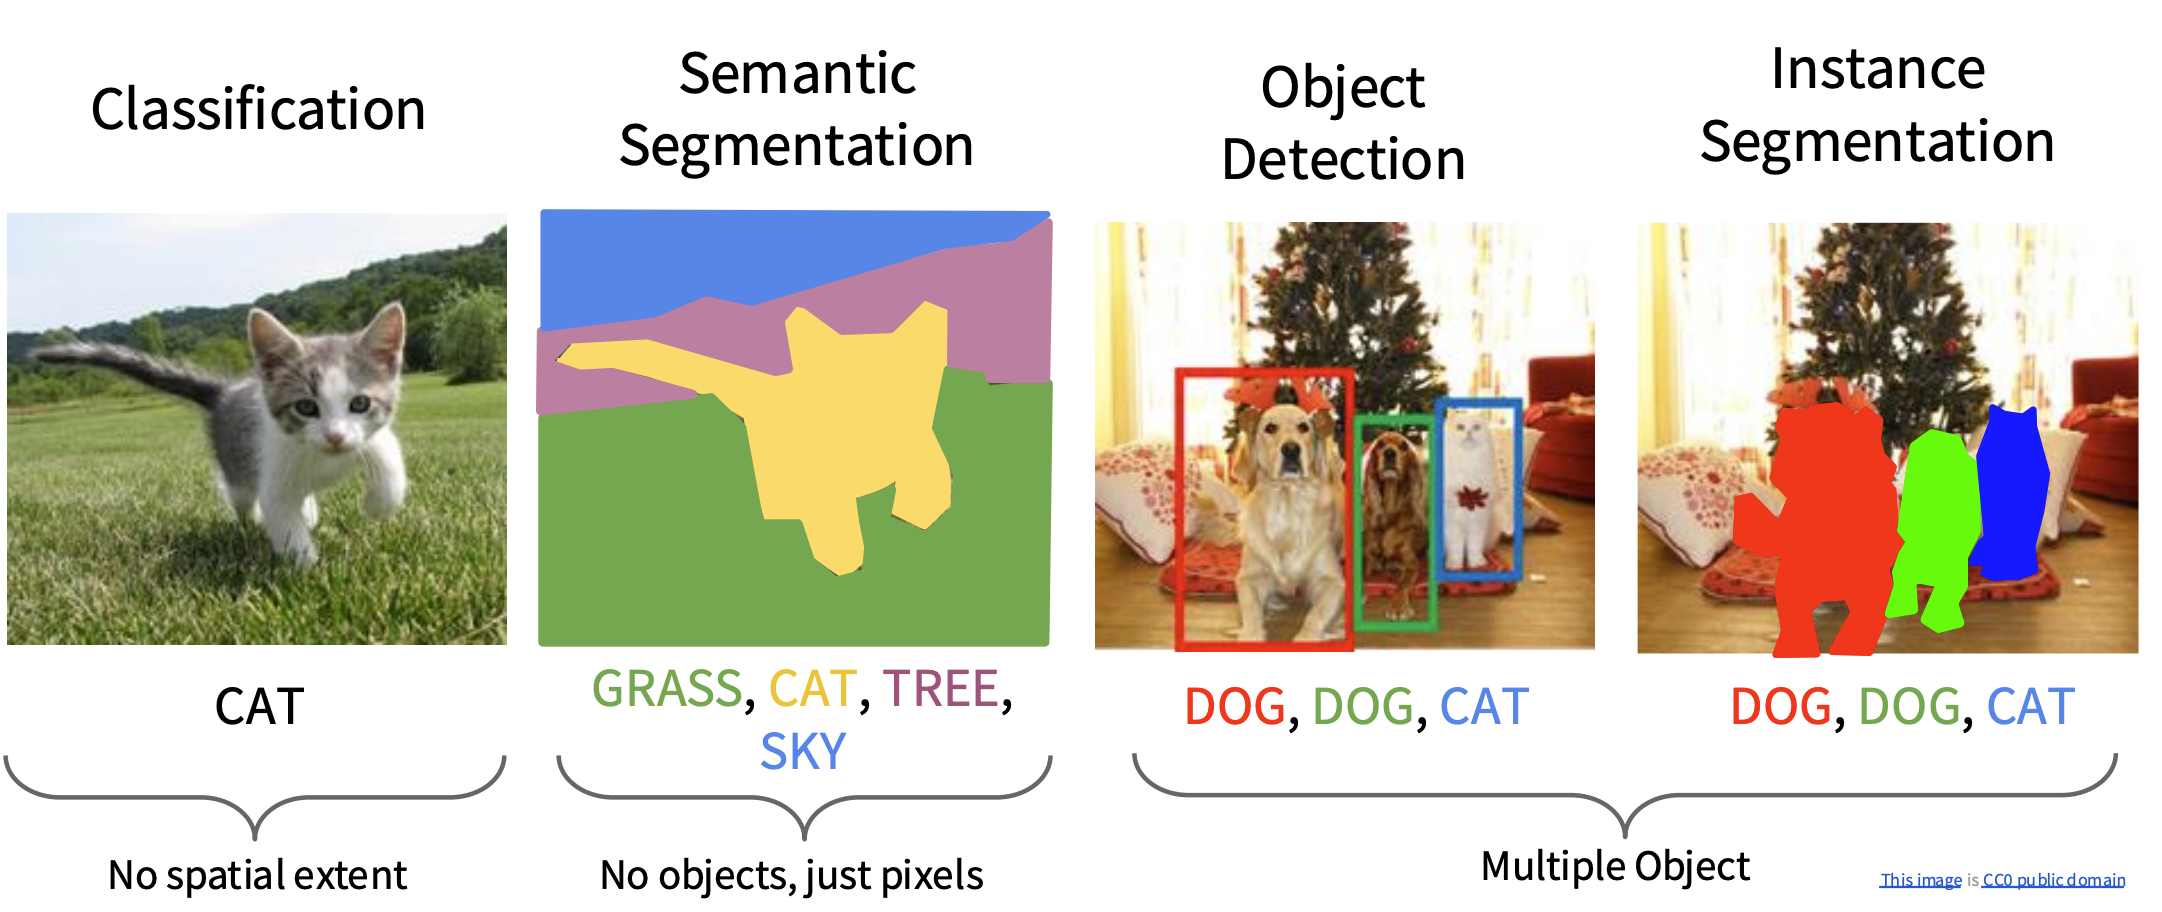 Classification
Semantic
Segmentation
Object
Detection
Instance
Segmentation
CAT
GRASS, CAT, TREE,
SKY
DOG, DOG, CAT
DOG, DOG, CAT
No spatial extent
No objects, just pixels
Multiple Object
This image is CC0 public domain